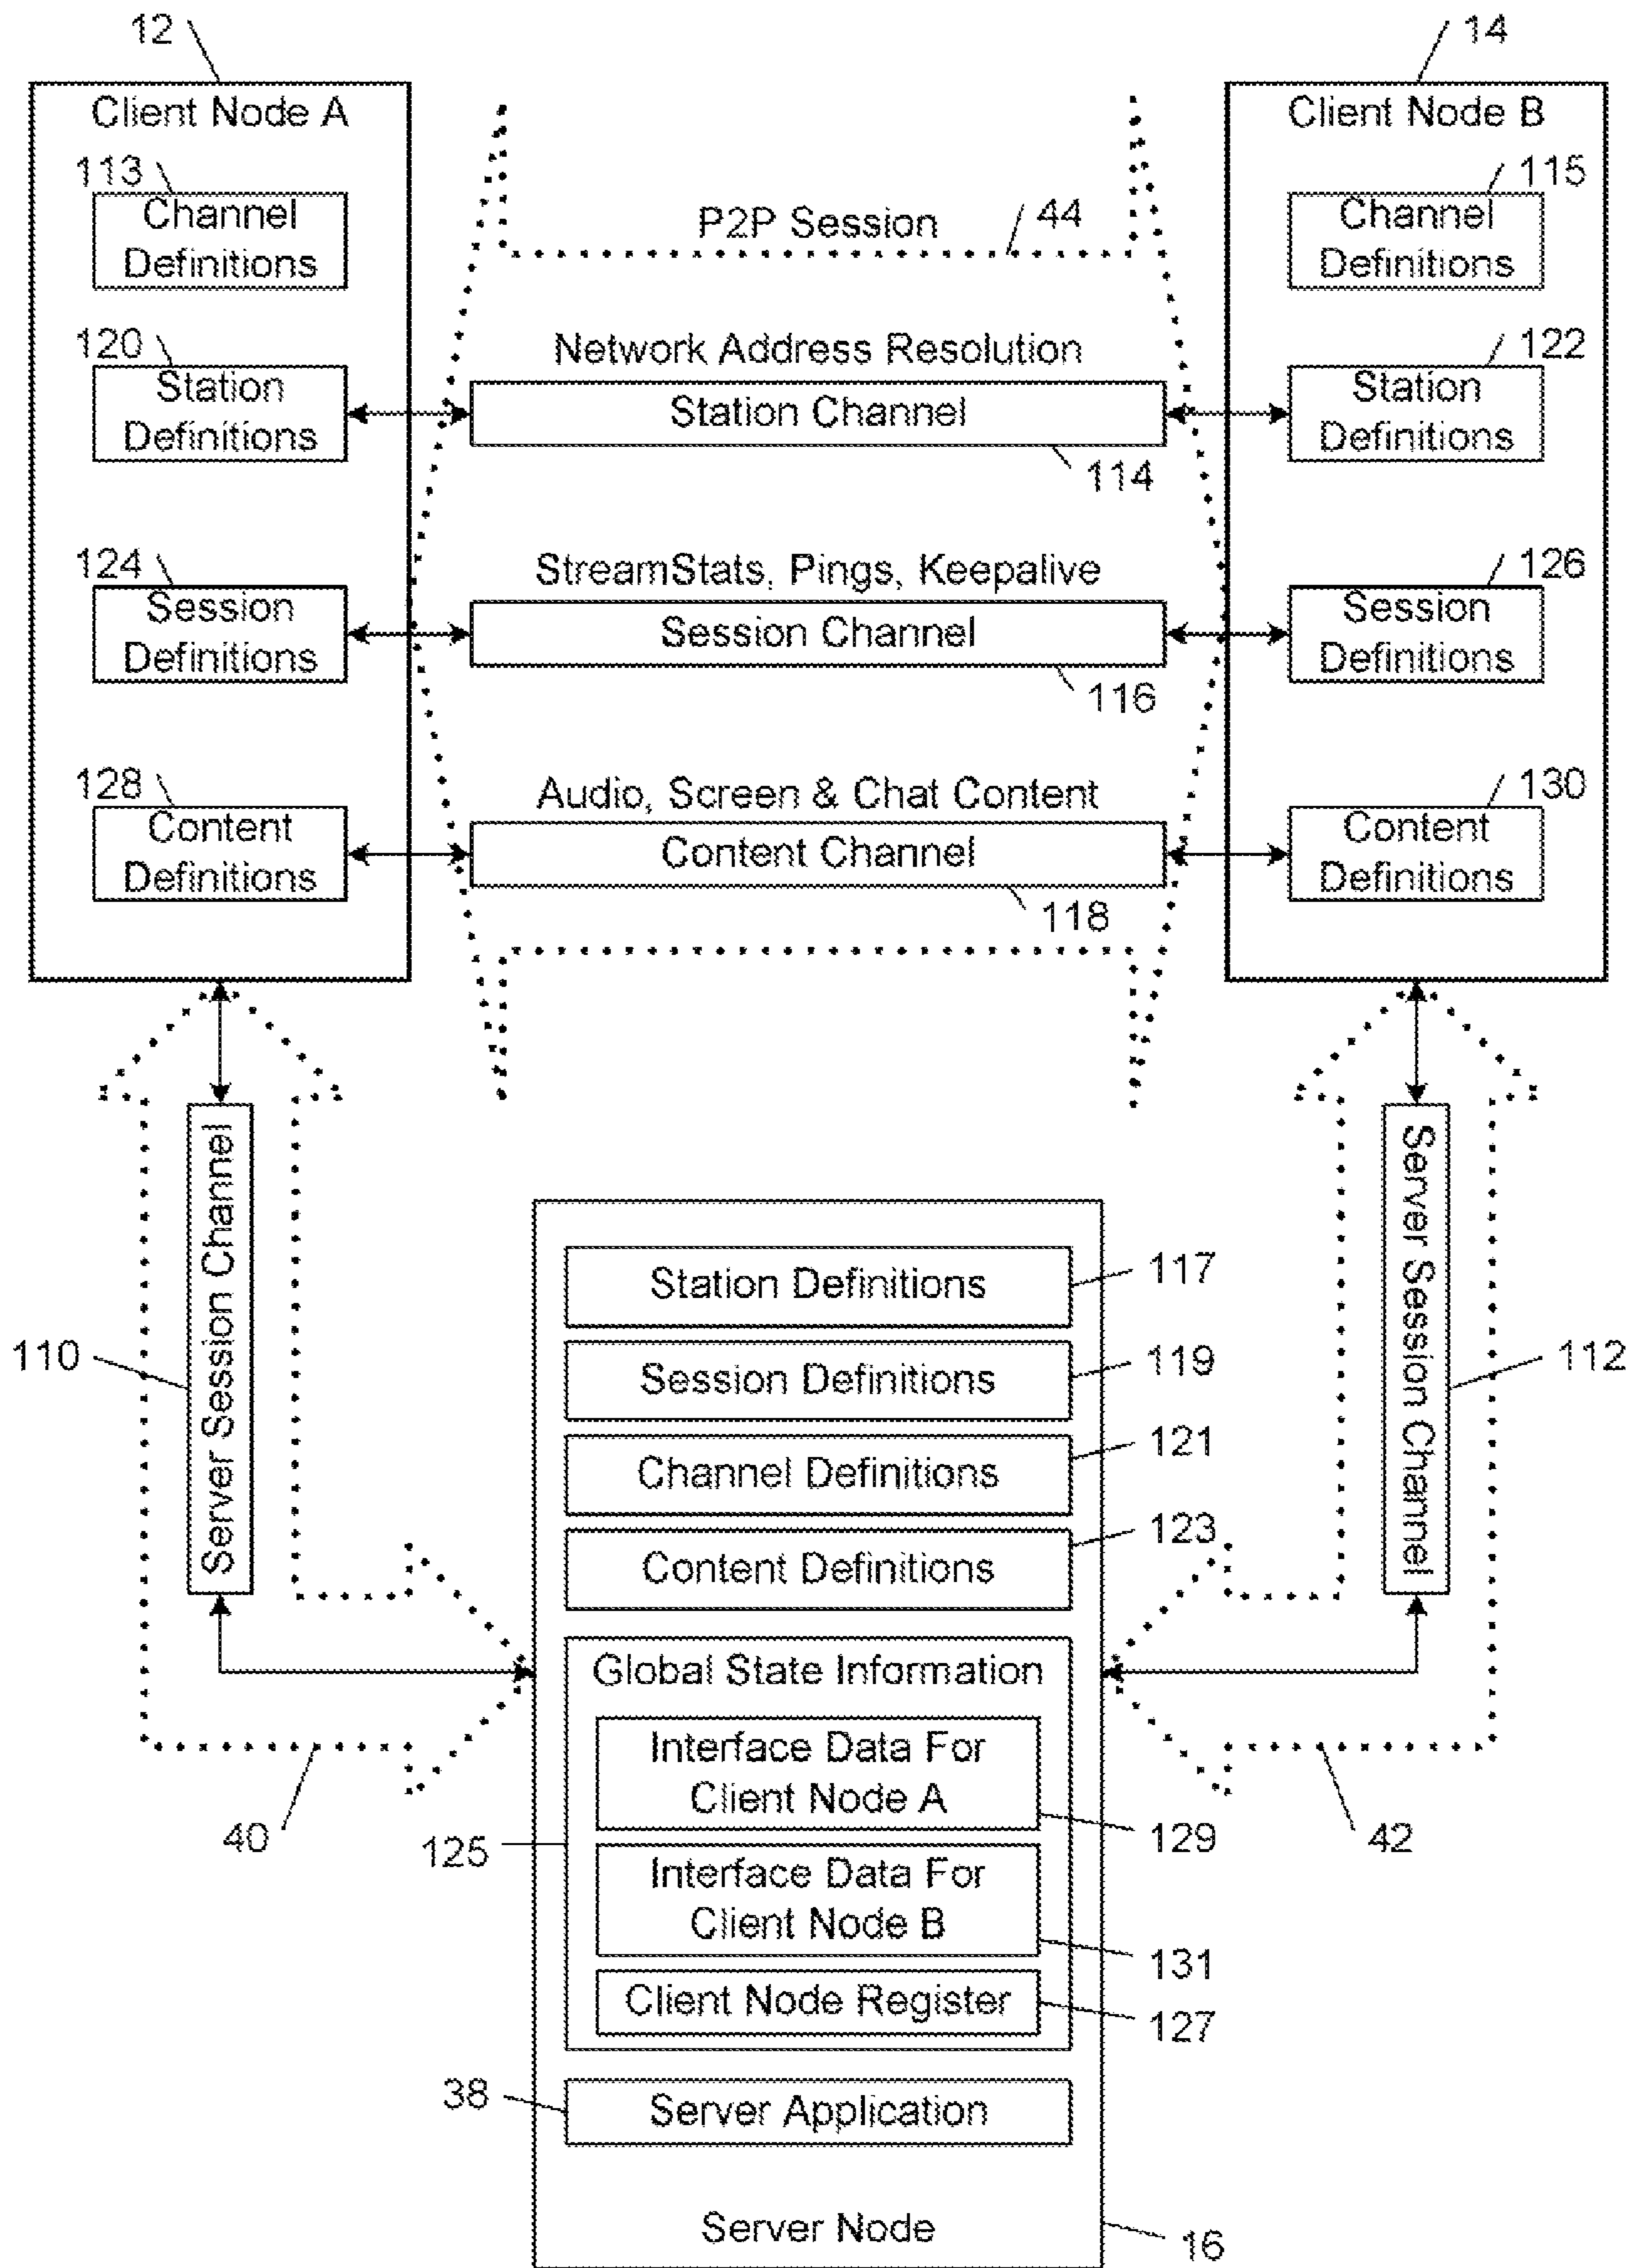 12
14
Client Node A
Client Node B
113
Channel
Definitions
115
Channel
Definitions
P2P Session
44
120
Station
Definitions
Network Address Resolution
Station Channel
114
122
Station
Definitions
124
Session
Definitions
StreamStats, Pings, Keepalive
Session Channel
116
126
Session
Definitions
128
Content
Definitions
Audio, Screen & Chat Content
Content Channel
118
130
Content
Definitions
Server Session Channel
110
Server Session Channel
112
Station Definitions
117
Session Definitions
119
Channel Definitions
121
Content Definitions
123
Global State Information
Interface Data For
Client Node A
129
125
Interface Data For
Client Node B
131
Client Node Register
127
40
42
38
Server Application
Server Node
16